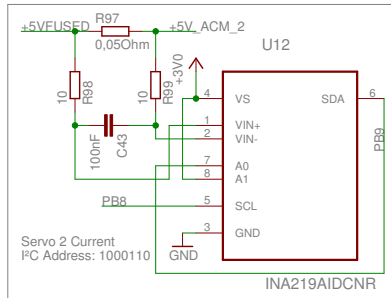 R97
+5VFUSED
+5V_ACM_2
0,05Ohm
U12
+3V0
10
R98
10
R99
100nF
C43
4
VS
SDA
6
1
VIN+
2
VIN-
PB9
7
A0
8
A1
PB8
5
SCL
3
GND
GND
Servo 2 Current
I²C Address: 1000110
INA219AIDCNR